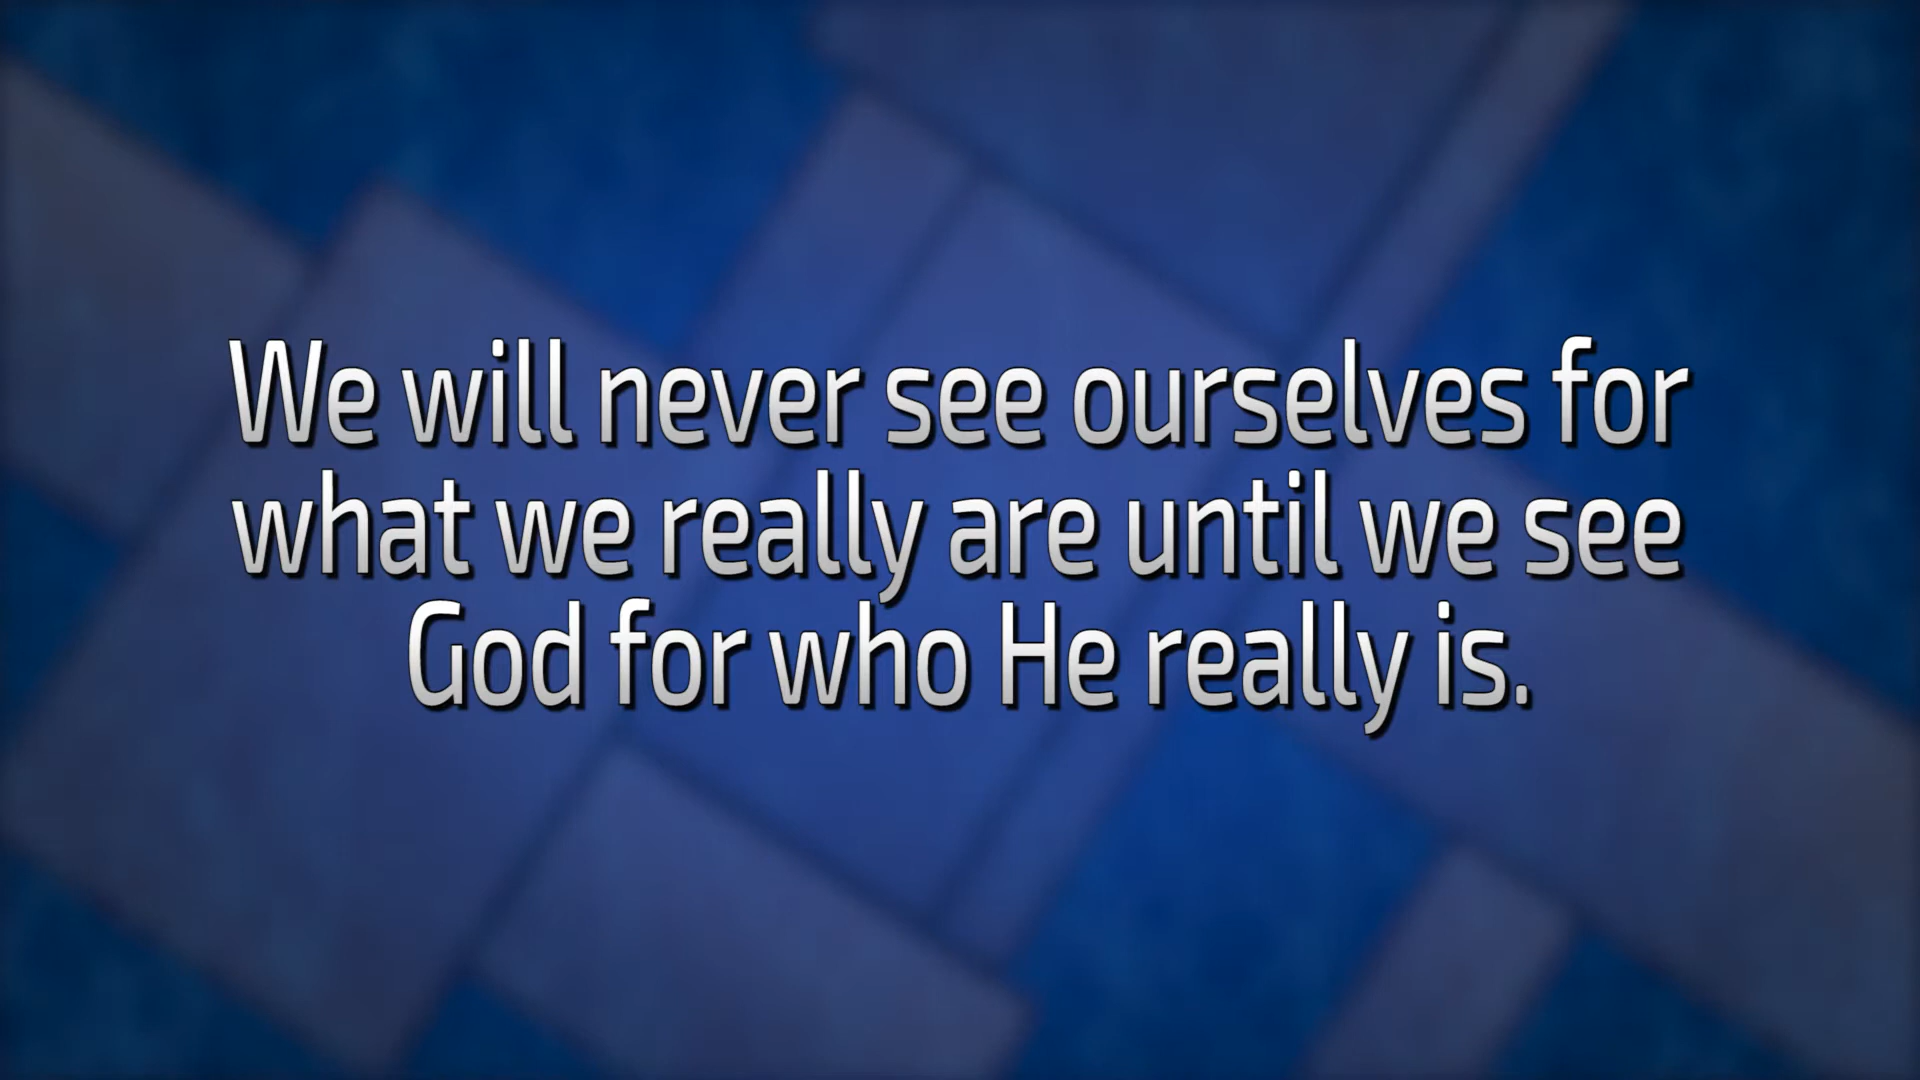 We will never see ourselves for
what we really are until we see
God for who He really is.